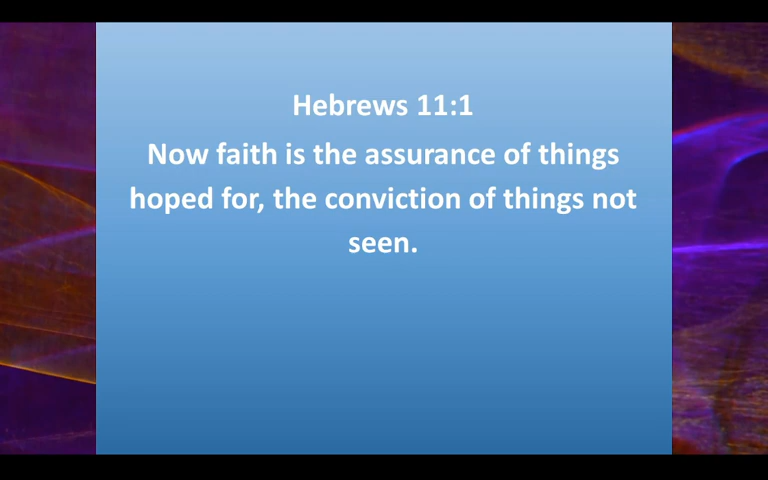 Hebrews 11:1
Now faith is the assurance of things
hoped for, the conviction of things not
seen.